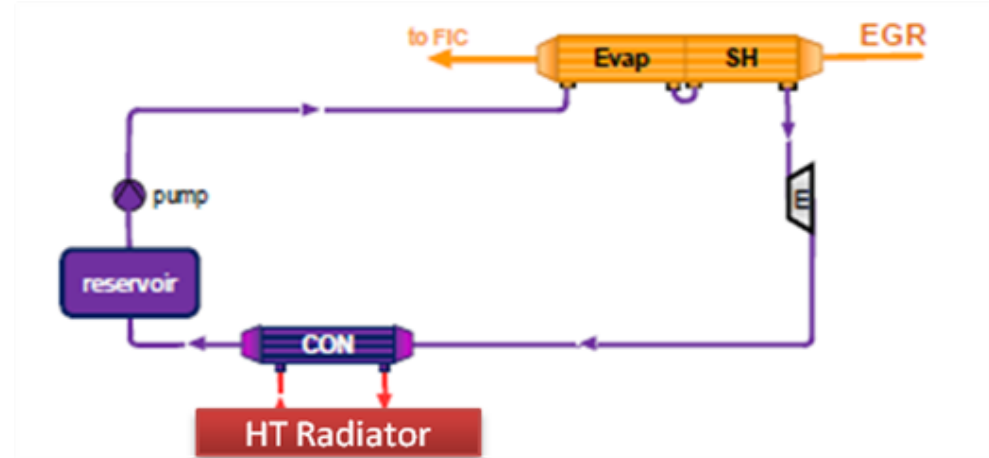 to FIC
EGR
Evap
SH
pump
E
reservoir
CON
HT Radiator